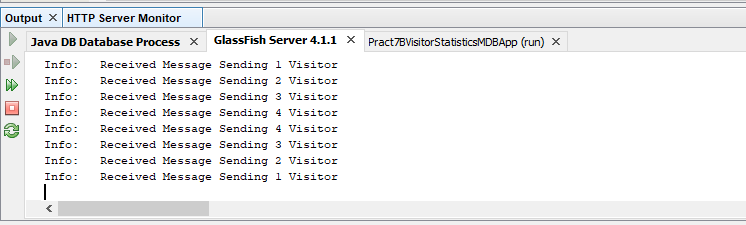 Output × HTTP Server Monitor
Java DB Database Process × GlassFish Server 4.1.1 × Pract7BVisitorStatisticsMDBApp (run) ×
Info: Received Message Sending 1 Visitor
Info: Received Message Sending 2 Visitor
Info: Received Message Sending 3 Visitor
Info: Received Message Sending 4 Visitor
Info: Received Message Sending 4 Visitor
Info: Received Message Sending 3 Visitor
Info: Received Message Sending 2 Visitor
Info: Received Message Sending 1 Visitor